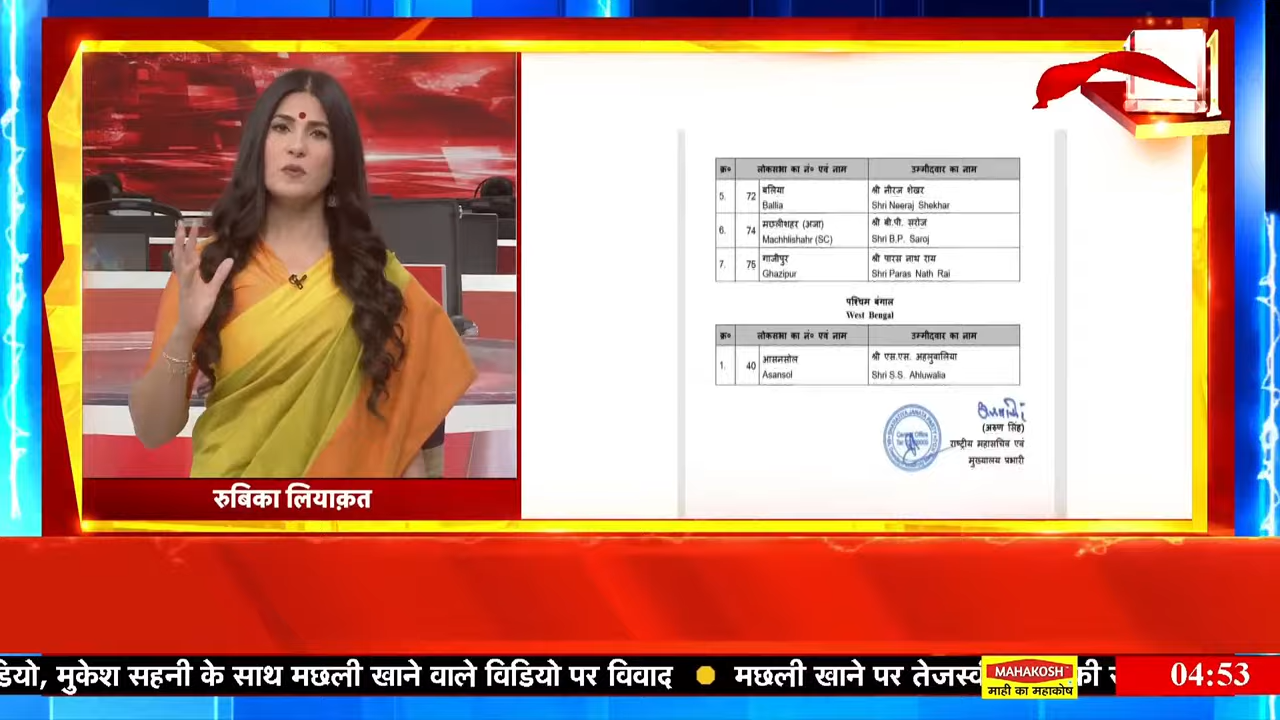 1
क्र० लोकसभा का नं० एवं नाम उम्मीदवार का नाम
5. 72 बलिया श्री नीरज शेखर
Ballia Shri Neeraj Shekhar
6. 74 मछलीशहर (अजा) श्री बी.पी. सरोज
Machhlishahr (SC) Shri B.P. Saroj
7. 75 गाजीपुर श्री पारस नाथ राय
Ghazipur Shri Paras Nath Rai
पश्चिम बंगाल
West Bengal
क्र० लोकसभा का नं० एवं नाम उम्मीदवार का नाम
1. 40 आसनसोल श्री एस.एस. अहलुवालिया
Asansol Shri S.S. Ahluwalia
(अरुण सिंह)
राष्ट्रीय महासचिव एवं
मुख्यालय प्रभारी
रुबिका लियाक़त
डियो, मुकेश सहनी के साथ मछली खाने वाले विडियो पर विवाद मछली खाने पर तेजस्व की
MAHAKOSH
माही का महाकोष
04:53